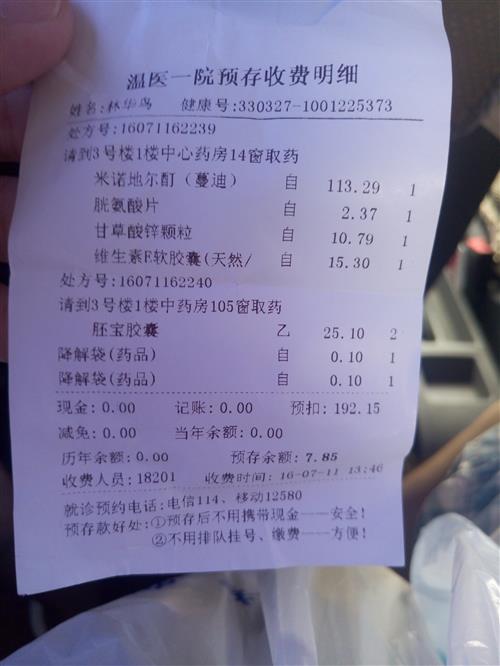 温医一院预存收费明细
姓名:林华鸟 健康号:330327-1001225373
处方号:16071162239
请到3号楼1楼中心药房14窗取药
米诺地尔酊(蔓迪) 自 113.29 1
胱氨酸片 自 2.37 1
甘草酸锌颗粒 自 10.79 1
维生素E软胶囊(天然/ 自 15.30 1
处方号:16071162240
请到3号楼1楼中药房105窗取药
胚宝胶囊 乙 25.10 2
降解袋(药品) 自 0.10 1
降解袋(药品) 自 0.10 1
现金:0.00 记账:0.00 预扣:192.15
减免:0.00 当年余额:0.00
历年余额:0.00 预存余额:7.85
收费人员:18201 收费时间:16-07-11 13:46
就诊预约电话:电信114、移动12580
预存款好处:①预存后不用携带现金——安全!
②不用排队挂号、缴费——方便!